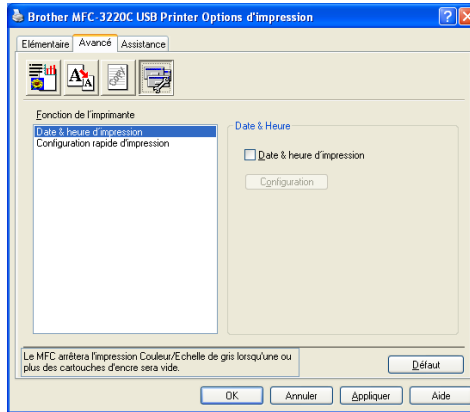 Brother MFC-3220C USB Printer Options d'impression
Elémentaire Avancé Assistance
Fonction de l'imprimante
Date & heure d'impression
Configuration rapide d'impression
Date & Heure
Date & heure d'impression
Configuration
Le MFC arrêtera l'impression Couleur/Echelle de gris lorsqu'une ou
plus des cartouches d'encre sera vide.
Défaut
OK Annuler Appliquer Aide